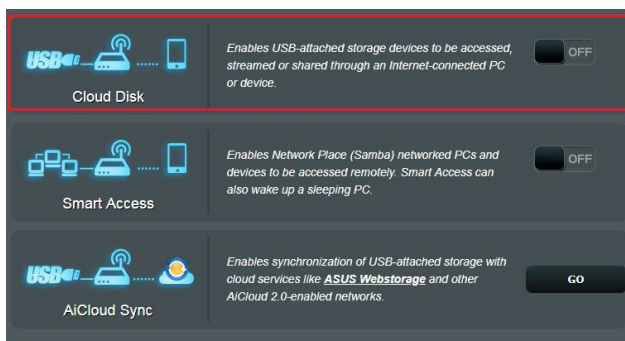 USB
Cloud Disk
Enables USB-attached storage devices to be accessed,
streamed or shared through an Internet-connected PC
or device.
OFF
Smart Access
Enables Network Place (Samba) networked PCs and
devices to be accessed remotely. Smart Access can
also wake up a sleeping PC.
OFF
USB
AiCloud Sync
Enables synchronization of USB-attached storage with
cloud services like ASUS Webstorage and other
AiCloud 2.0-enabled networks.
GO